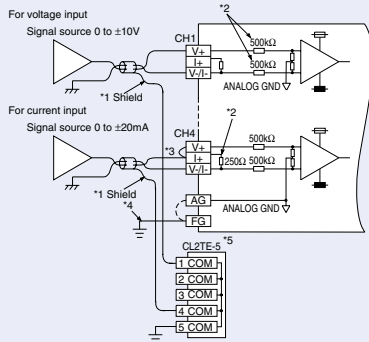 For voltage input
Signal source 0 to ±10V
*2
CH1
V+
500kΩ
I+
V-/I-
500kΩ
ANALOG GND
*1 Shield
For current input
Signal source 0 to ±20mA
*2
CH4
*3
V+
500kΩ
I+
250Ω
500kΩ
V-/I-
*1 Shield
*4
AG
ANALOG GND
FG
CL2TE-5
*5
1 COM
2 COM
3 COM
4 COM
5 COM